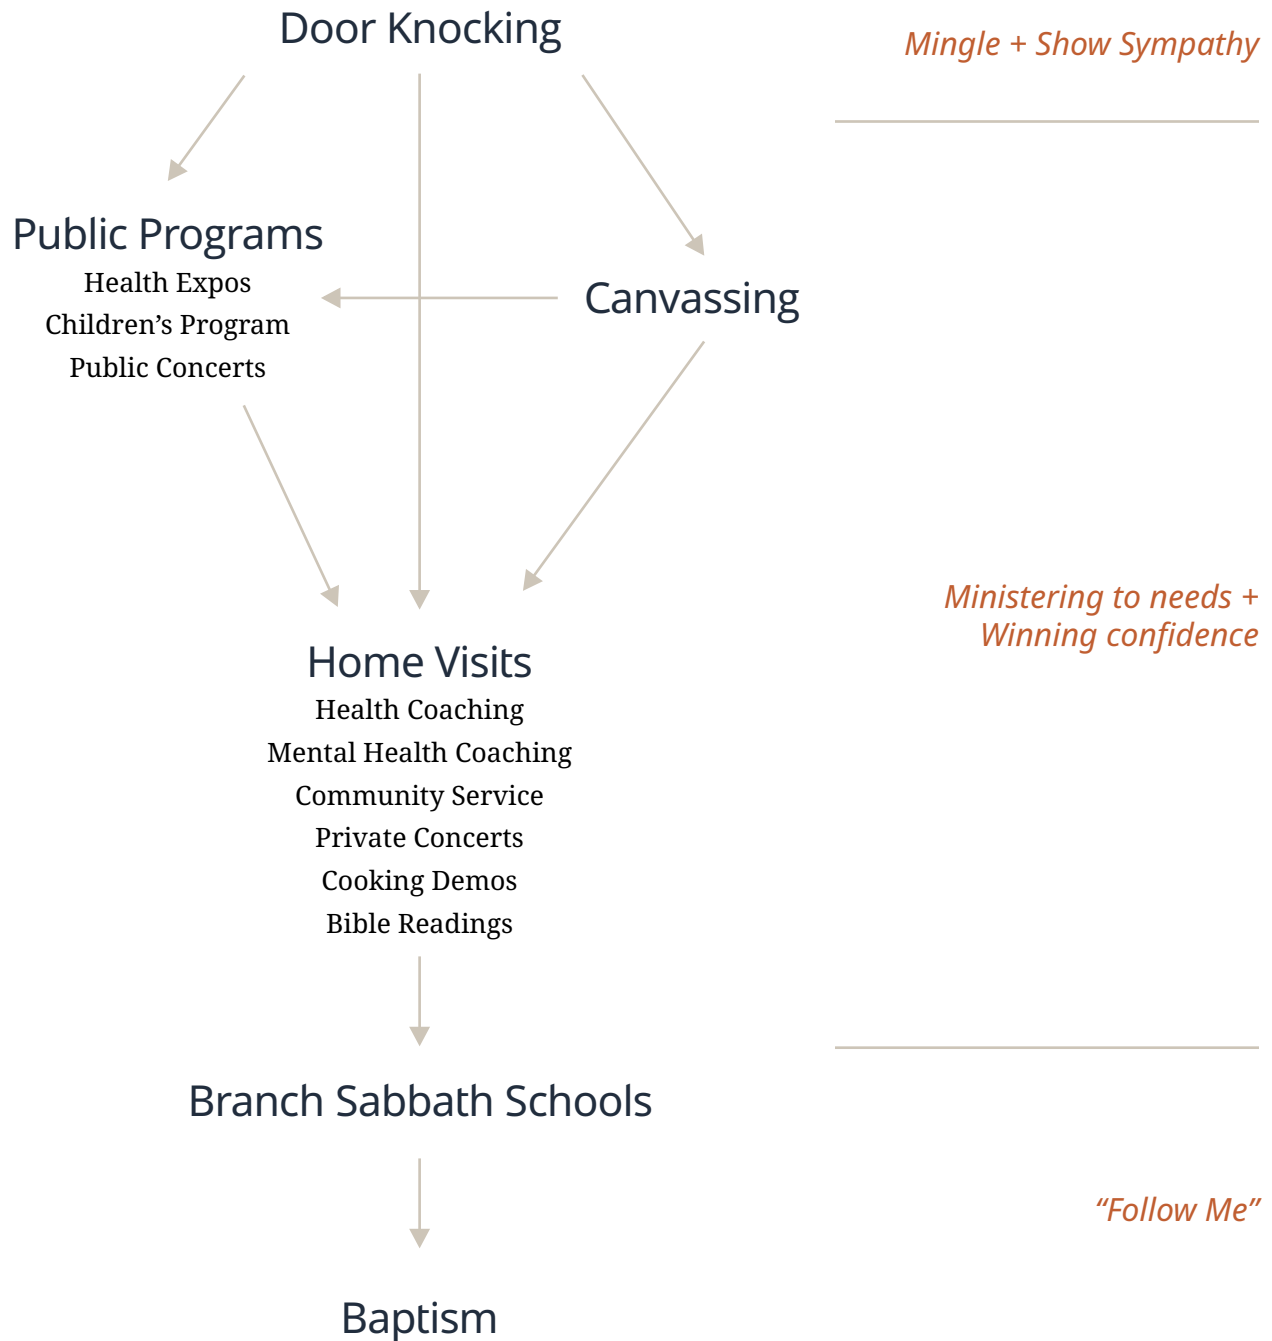 Door Knocking
Mingle + Show Sympathy
Public Programs
Health Expos
Children’s Program
Public Concerts
Canvassing
Ministering to needs +
Winning confidence
Home Visits
Health Coaching
Mental Health Coaching
Community Service
Private Concerts
Cooking Demos
Bible Readings
Branch Sabbath Schools
“Follow Me”
Baptism